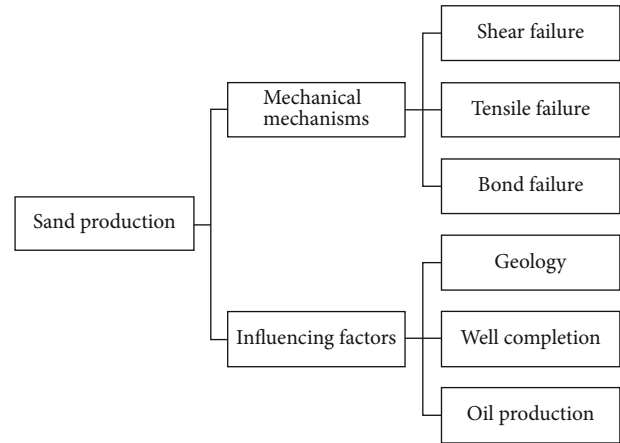 Sand production
Mechanical
mechanisms
Shear failure
Tensile failure
Bond failure
Influencing factors
Geology
Well completion
Oil production